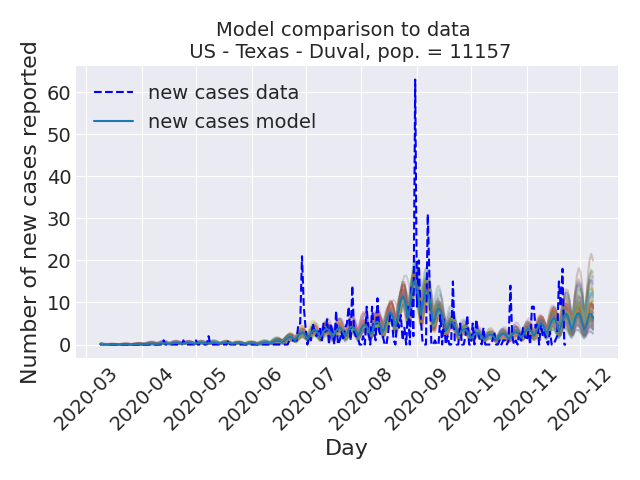 Model comparison to data
US - Texas - Duval, pop. = 11157
new cases data
new cases model
Number of new cases reported
60
50
40
30
20
10
0
2020-03
2020-04
2020-05
2020-06
2020-07
2020-08
2020-09
2020-10
2020-11
2020-12
Day